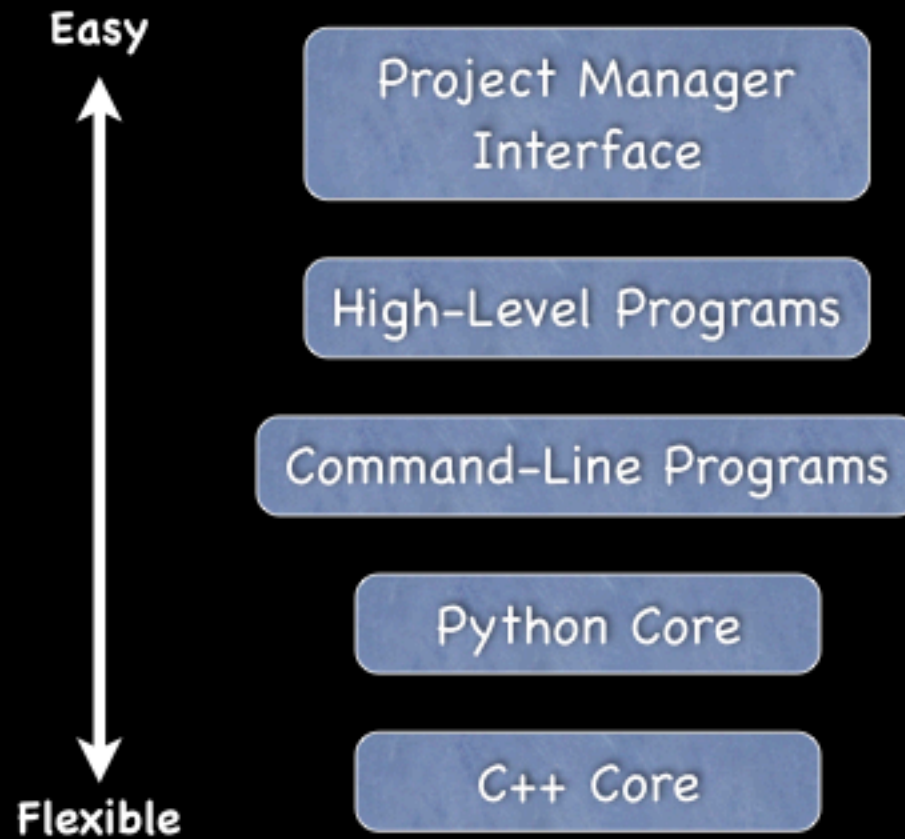 Easy
Project Manager
Interface
High-Level Programs
Command-Line Programs
Python Core
C++ Core
Flexible